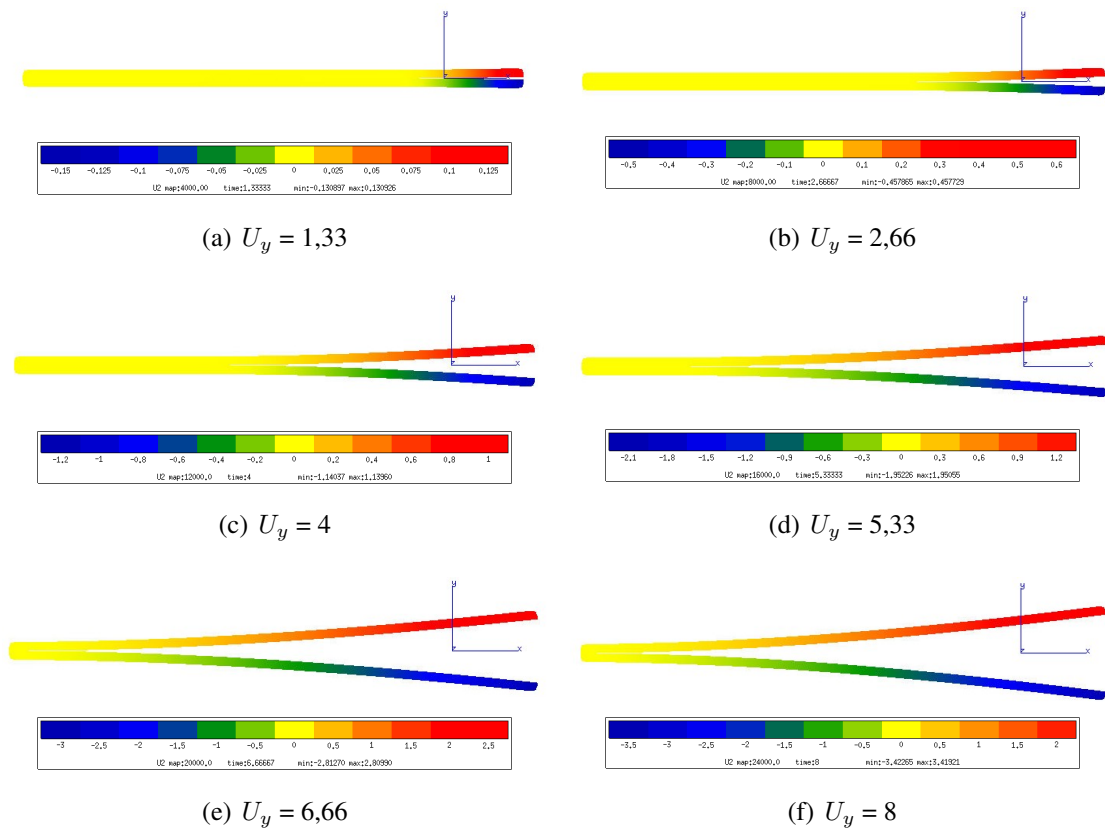 y
x
-0.15 -0.125 -0.1 -0.075 -0.05 -0.025 0 0.025 0.05 0.075 0.1 0.125
U2 map:4000.00 time:1.33333 min:-0.130897 max:0.130926
(a) U_y = 1,33
y
x
-0.5 -0.4 -0.3 -0.2 -0.1 0 0.1 0.2 0.3 0.4 0.5 0.6
U2 map:8000.00 time:2.66667 min:-0.457865 max:0.457729
(b) U_y = 2,66
y
x
-1.2 -1 -0.8 -0.6 -0.4 -0.2 0 0.2 0.4 0.6 0.8 1
U2 map:12000.0 time:4 min:-1.14037 max:1.13960
(c) U_y = 4
y
x
-2.1 -1.8 -1.5 -1.2 -0.9 -0.6 -0.3 0 0.3 0.6 0.9 1.2
U2 map:16000.0 time:5.33333 min:-1.95226 max:1.95055
(d) U_y = 5,33
y
x
-3 -2.5 -2 -1.5 -1 -0.5 0 0.5 1 1.5 2 2.5
U2 map:20000.0 time:6.66667 min:-2.81270 max:2.80990
(e) U_y = 6,66
y
x
-3.5 -3 -2.5 -2 -1.5 -1 -0.5 0 0.5 1 1.5 2
U2 map:24000.0 time:8 min:-3.42265 max:3.41921
(f) U_y = 8